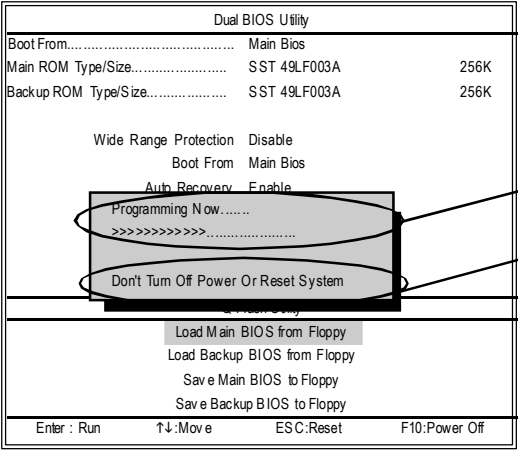 Dual BIOS Utility
Boot From..................................... Main Bios
Main ROM Type/Size....................... SST 49LF003A 256K
Backup ROM Type/Size................... SST 49LF003A 256K
Wide Range Protection Disable
Boot From Main Bios
Auto Recovery Enable
Programming Now.......
>>>>>>>>>>>>......................
Don't Turn Off Power Or Reset System
Utility
Load Main BIOS from Floppy
Load Backup BIOS from Floppy
Save Main BIOS to Floppy
Save Backup BIOS to Floppy
Enter : Run ↑↓:Move ESC:Reset F10:Power Off